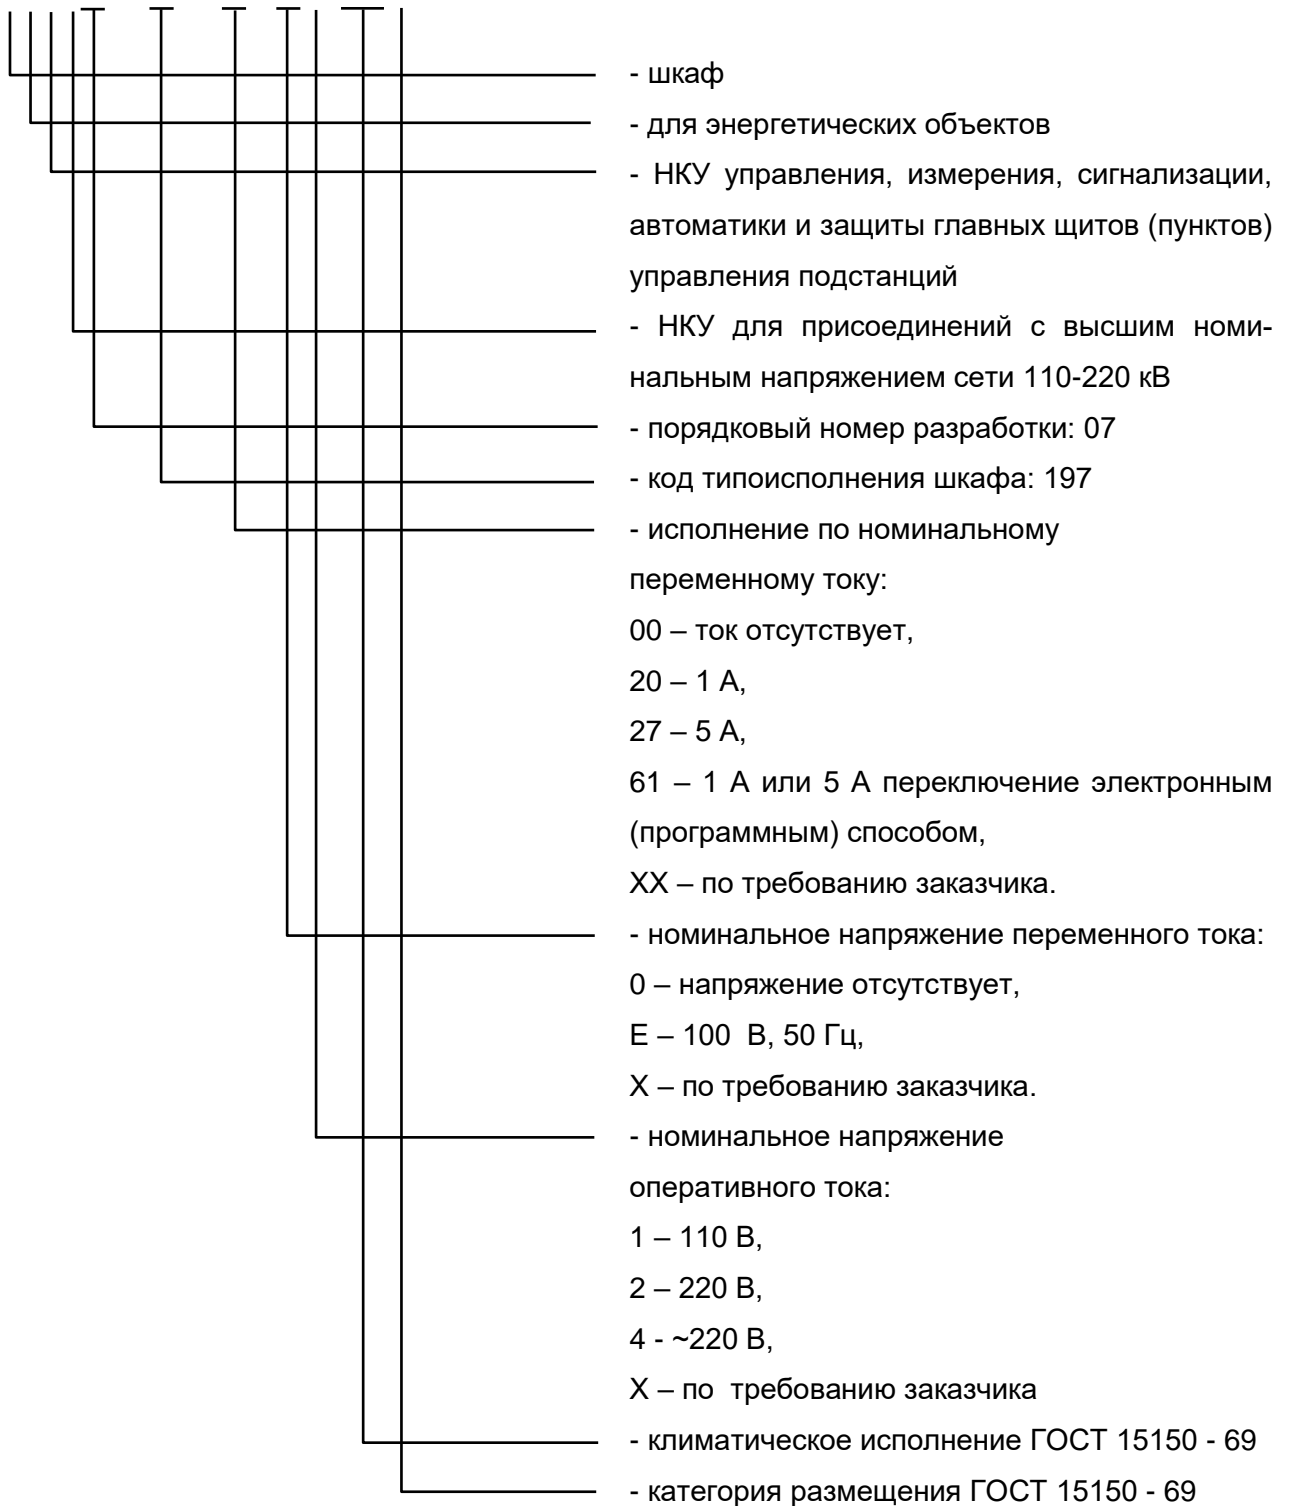 - шкаф
- для энергетических объектов
- НКУ управления, измерения, сигнализации,
автоматики и защиты главных щитов (пунктов)
управления подстанций
- НКУ для присоединений с высшим номи-
нальным напряжением сети 110-220 кВ
- порядковый номер разработки: 07
- код типоисполнения шкафа: 197
- исполнение по номинальному
переменному току:
00 – ток отсутствует,
20 – 1 А,
27 – 5 А,
61 – 1 А или 5 А переключение электронным
(программным) способом,
ХХ – по требованию заказчика.
- номинальное напряжение переменного тока:
0 – напряжение отсутствует,
Е – 100  В, 50 Гц,
Х – по требованию заказчика.
- номинальное напряжение
оперативного тока:
1 – 110 В,
2 – 220 В,
4 - ~220 В,
Х – по  требованию заказчика
- климатическое исполнение ГОСТ 15150 - 69
- категория размещения ГОСТ 15150 - 69